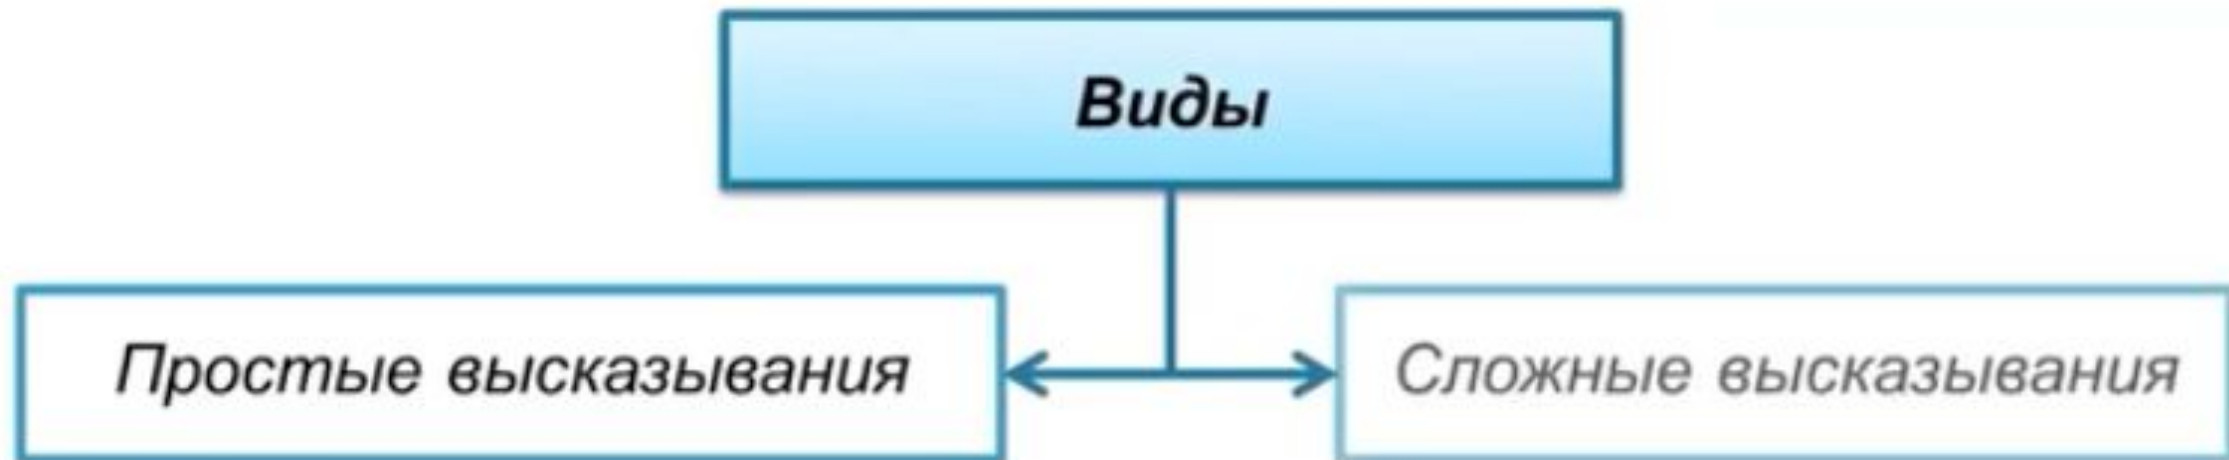 Виды
Простые высказывания
Сложные высказывания